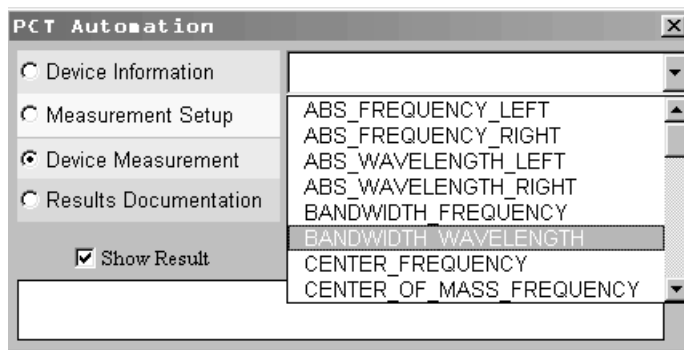 PCT Automation
Device Information
Measurement Setup
Device Measurement
Results Documentation
Show Result
ABS_FREQUENCY_LEFT
ABS_FREQUENCY_RIGHT
ABS_WAVELENGTH_LEFT
ABS_WAVELENGTH_RIGHT
BANDWIDTH_FREQUENCY
BANDWIDTH_WAVELENGTH
CENTER_FREQUENCY
CENTER_OF_MASS_FREQUENCY